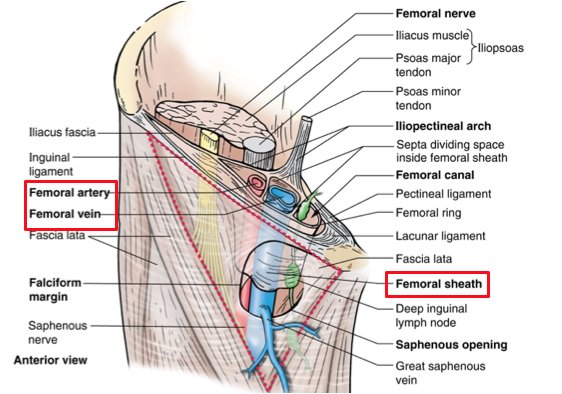 Iliacus fascia
Inguinal
ligament
Femoral artery
Femoral vein
Fascia lata
Falciform
margin
Saphenous
nerve
Anterior view
Femoral nerve
Iliacus muscle
Iliopsoas
Psoas major
tendon
Psoas minor
tendon
Iliopectineal arch
Septa dividing space
inside femoral sheath
Femoral canal
Pectineal ligament
Femoral ring
Lacunar ligament
Fascia lata
Femoral sheath
Deep inguinal
lymph node
Saphenous opening
Great saphenous
vein